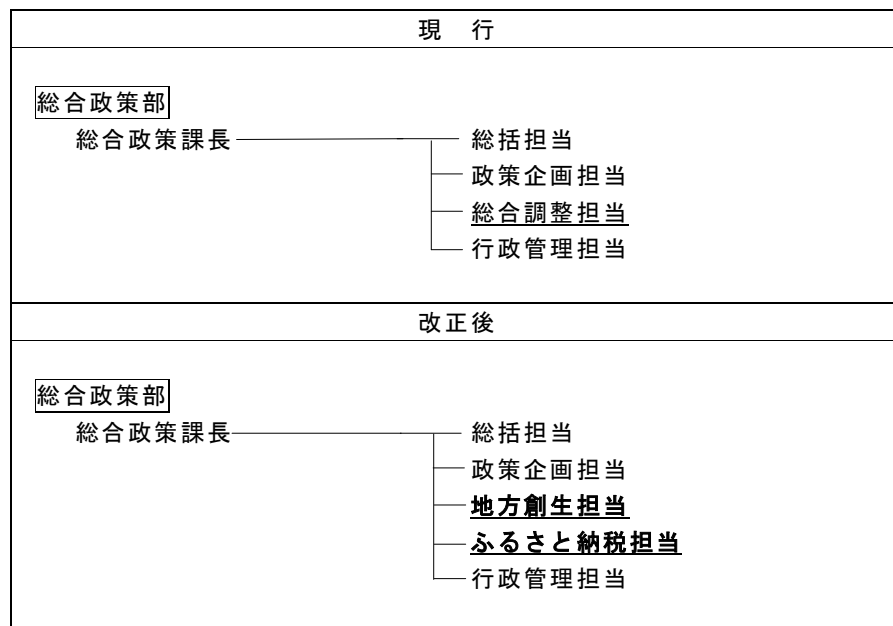 現　行
総合政策部
総合政策課長 総括担当
政策企画担当
総合調整担当
行政管理担当
改正後
総合政策部
総合政策課長 総括担当
政策企画担当
地方創生担当
ふるさと納税担当
行政管理担当